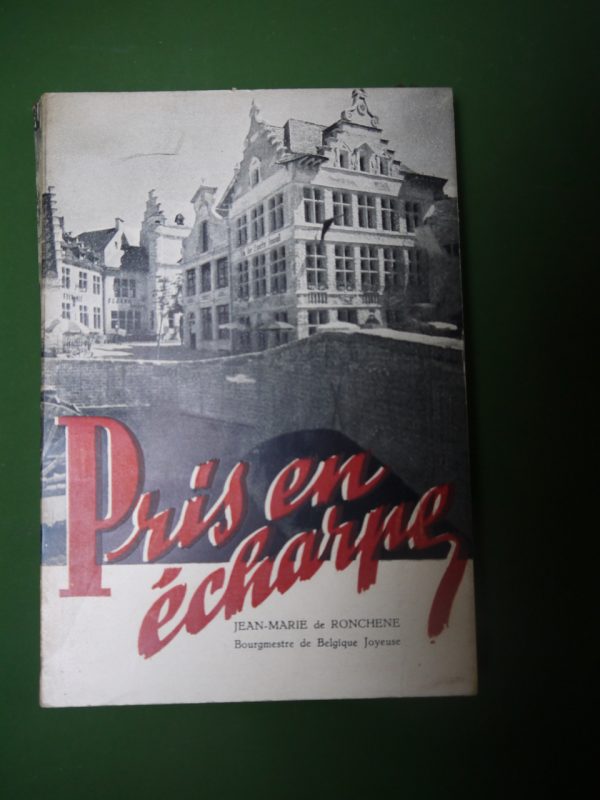 Pris en
écharpe
JEAN-MARIE de RONCHENE
Bourgmestre de Belgique Joyeuse